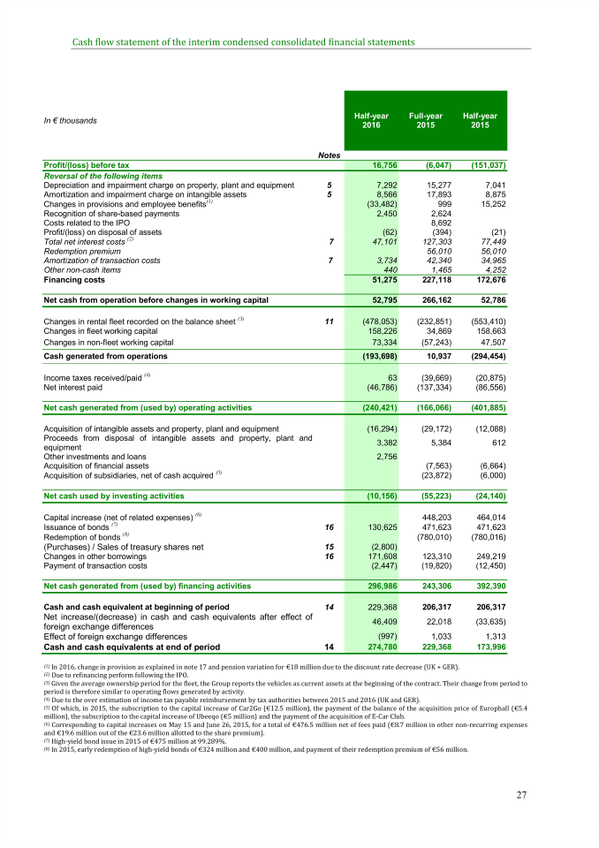 Cash flow statement of the interim condensed consolidated financial statements
In € thousands Half-year 2016 Full-year 2015 Half-year 2015
Notes
Profit/(loss) before tax 16,756 (6,047) (151,037)
Reversal of the following items
Depreciation and impairment charge on property, plant and equipment 5 7,292 15,277 7,041
Amortization and impairment charge on intangible assets 5 8,566 17,893 8,875
Changes in provisions and employee benefits(1) (33,482) 999 15,252
Recognition of share-based payments 2,450 2,624
Costs related to the IPO 8,692
Profit/(loss) on disposal of assets (62) (394) (21)
Total net interest costs (2) 7 47,101 127,303 77,449
Redemption premium 56,010 56,010
Amortization of transaction costs 7 3,734 42,340 34,965
Other non-cash items 440 1,465 4,252
Financing costs 51,275 227,118 172,676
Net cash from operation before changes in working capital 52,795 266,162 52,786
Changes in rental fleet recorded on the balance sheet (3) 11 (478,053) (232,851) (553,410)
Changes in fleet working capital 158,226 34,869 158,663
Changes in non-fleet working capital 73,334 (57,243) 47,507
Cash generated from operations (193,698) 10,937 (294,454)
Income taxes received/paid (4) 63 (39,669) (20,875)
Net interest paid (46,786) (137,334) (86,556)
Net cash generated from (used by) operating activities (240,421) (166,066) (401,885)
Acquisition of intangible assets and property, plant and equipment (16,294) (29,172) (12,088)
Proceeds from disposal of intangible assets and property, plant and
equipment 3,382 5,384 612
Other investments and loans 2,756
Acquisition of financial assets (7,563) (6,664)
Acquisition of subsidiaries, net of cash acquired (5) (23,872) (6,000)
Net cash used by investing activities (10,156) (55,223) (24,140)
Capital increase (net of related expenses) (6) 448,203 464,014
Issuance of bonds (7) 16 130,625 471,623 471,623
Redemption of bonds (8) (780,010) (780,016)
(Purchases) / Sales of treasury shares net 15 (2,800)
Changes in other borrowings 16 171,608 123,310 249,219
Payment of transaction costs (2,447) (19,820) (12,450)
Net cash generated from (used by) financing activities 296,986 243,306 392,390
Cash and cash equivalent at beginning of period 14 229,368 206,317 206,317
Net increase/(decrease) in cash and cash equivalents after effect of
foreign exchange differences 46,409 22,018 (33,635)
Effect of foreign exchange differences (997) 1,033 1,313
Cash and cash equivalents at end of period 14 274,780 229,368 173,996
(1) In 2016, change in provision as explained in note 17 and pension variation for €18 million due to the discount rate decrease (UK + GER).
(2) Due to refinancing perform following the IPO.
(3) Given the average ownership period for the fleet, the Group reports the vehicles as current assets at the beginning of the contract. Their change from period to
period is therefore similar to operating flows generated by activity.
(4) Due to the over estimation of income tax payable reimbursement by tax authorities between 2015 and 2016 (UK and GER).
(5) Of which, in 2015, the subscription to the capital increase of Car2Go (€12.5 million), the payment of the balance of the acquisition price of Europhall (€5.4
million), the subscription to the capital increase of Ubeeqo (€5 million) and the payment of the acquisition of E-Car Club.
(6) Corresponding to capital increases on May 15 and June 26, 2015, for a total of €476.5 million net of fees paid (€8.7 million in other non-recurring expenses
and €19.6 million out of the €23.6 million allotted to the share premium).
(7) High-yield bond issue in 2015 of €475 million at 99.289%.
(8) In 2015, early redemption of high-yield bonds of €324 million and €400 million, and payment of their redemption premium of €56 million.
27